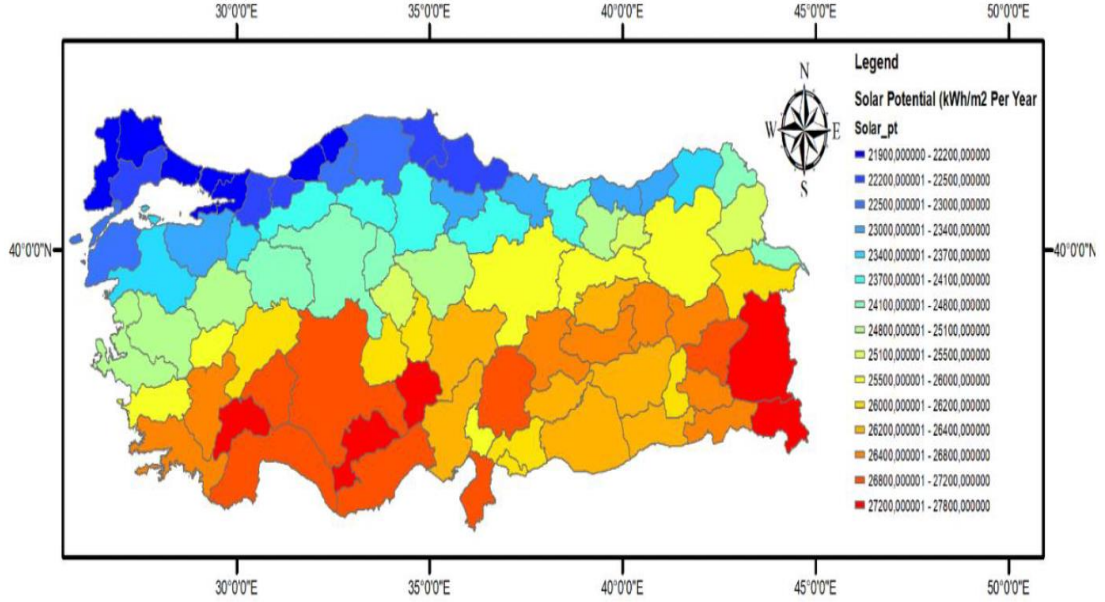 30°0'0"E 35°0'0"E 40°0'0"E 45°0'0"E 50°0'0"E
Legend
N
Solar Potential (kWh/m2 Per Year
W E
Solar_pt
S
21900,000000 - 22200,000000
22200,000001 - 22500,000000
22500,000001 - 23000,000000
23000,000001 - 23400,000000
23400,000001 - 23700,000000
23700,000001 - 24100,000000
24100,000001 - 24800,000000
24800,000001 - 25100,000000
25100,000001 - 25500,000000
25500,000001 - 26000,000000
26000,000001 - 26200,000000
26200,000001 - 26400,000000
26400,000001 - 26800,000000
26800,000001 - 27200,000000
27200,000001 - 27800,000000
40°0'0"N 40°0'0"N
30°0'0"E 35°0'0"E 40°0'0"E 45°0'0"E 50°0'0"E